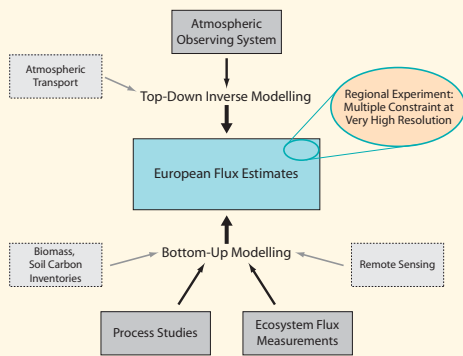 Atmospheric
Observing System
Atmospheric
Transport
Top-Down Inverse Modelling
Regional Experiment:
Multiple Constraint at
Very High Resolution
European Flux Estimates
Biomass,
Soil Carbon
Inventories
Bottom-Up Modelling
Remote Sensing
Process Studies
Ecosystem Flux
Measurements